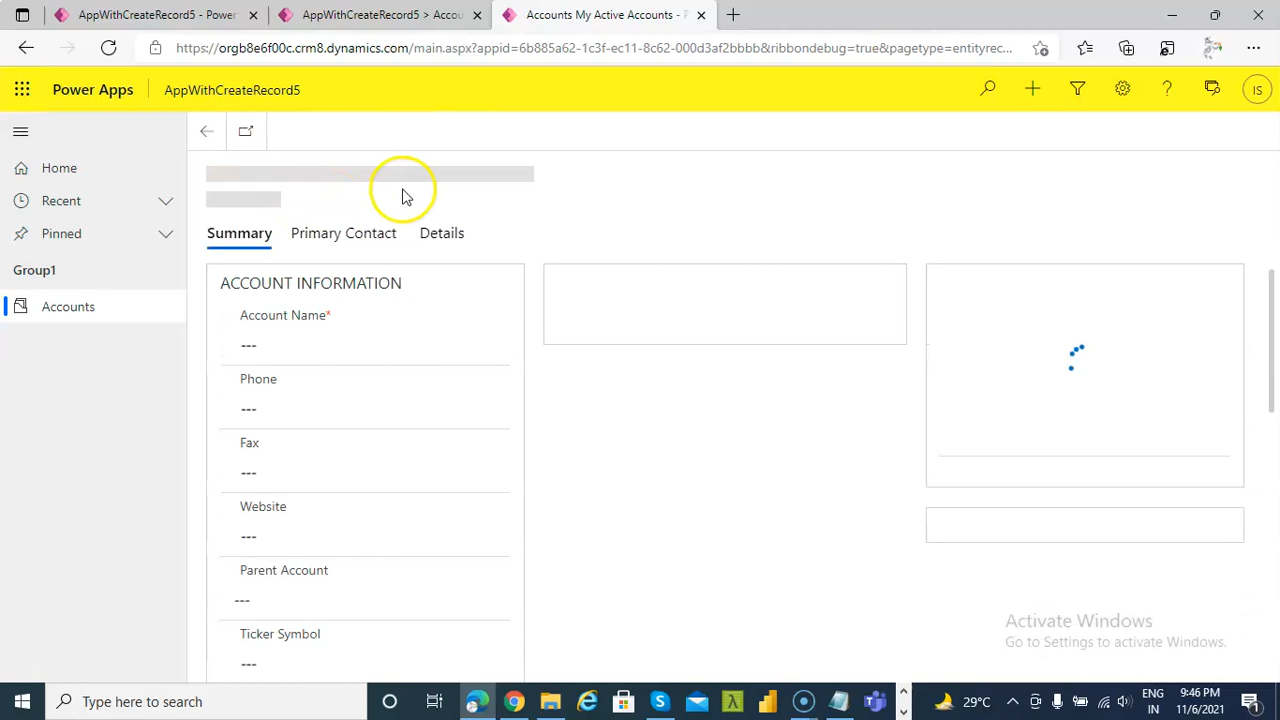 AppWithCreateRecord5 - Power
AppWithCreateRecord5 > Accou
Accounts My Active Accounts - P
https://orgb8e6f00c.crm8.dynamics.com/main.aspx?appid=6b885a62-1c3f-ec11-8c62-000d3af2bbbb&ribbondebug=true&pagetype=entityrec...
Power Apps
AppWithCreateRecord5
IS
Home
Recent
Pinned
Group1
Accounts
Summary
Primary Contact
Details
ACCOUNT INFORMATION
Account Name*
---
Phone
---
Fax
---
Website
---
Parent Account
---
Ticker Symbol
---
Activate Windows
Go to Settings to activate Windows.
Type here to search
29°C
ENG
IN
9:46 PM
11/6/2021
1